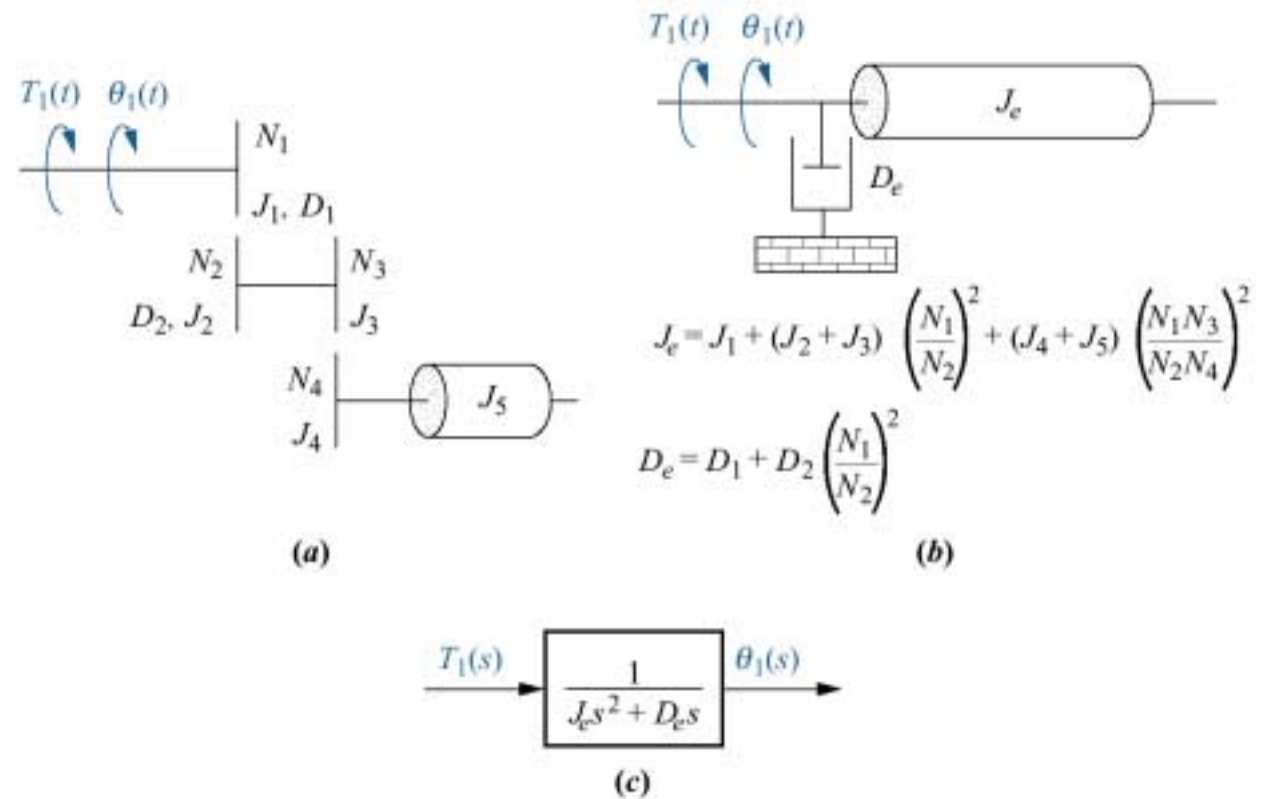 T₁(t) θ₁(t)
N₁
J₁, D₁
N₂ N₃
D₂, J₂ J₃
N₄
J₄
J₅
(a)
T₁(t) θ₁(t)
Jₑ
Dₑ
Jₑ = J₁ + (J₂ + J₃) (N₁/N₂)² + (J₄ + J₅) (N₁N₃/N₂N₄)²
Dₑ = D₁ + D₂ (N₁/N₂)²
(b)
T₁(s) 1/(Jₑs² + Dₑs) θ₁(s)
(c)